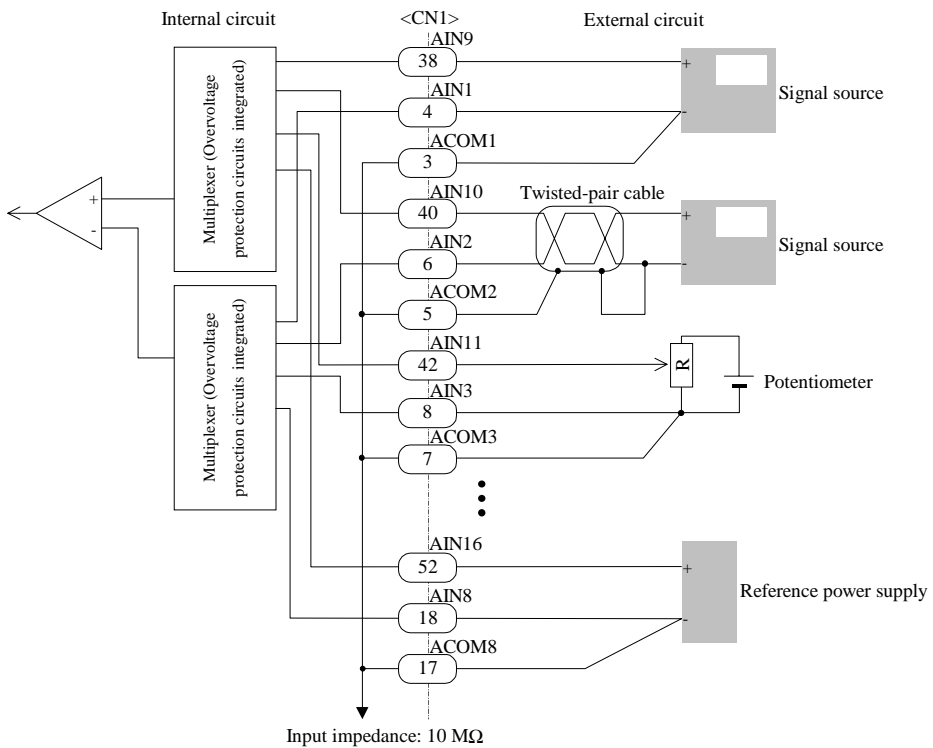 Internal circuit
<CN1>
External circuit
AIN9
38
+
-
Signal source
AIN1
4
ACOM1
3
Multiplexer (Overvoltage
protection circuits integrated)
AIN10
40
Twisted-pair cable
+
-
Signal source
AIN2
6
ACOM2
5
+
-
Multiplexer (Overvoltage
protection circuits integrated)
AIN11
42
R
Potentiometer
AIN3
8
ACOM3
7
AIN16
52
+
-
Reference power supply
AIN8
18
ACOM8
17
Input impedance: 10 MΩ